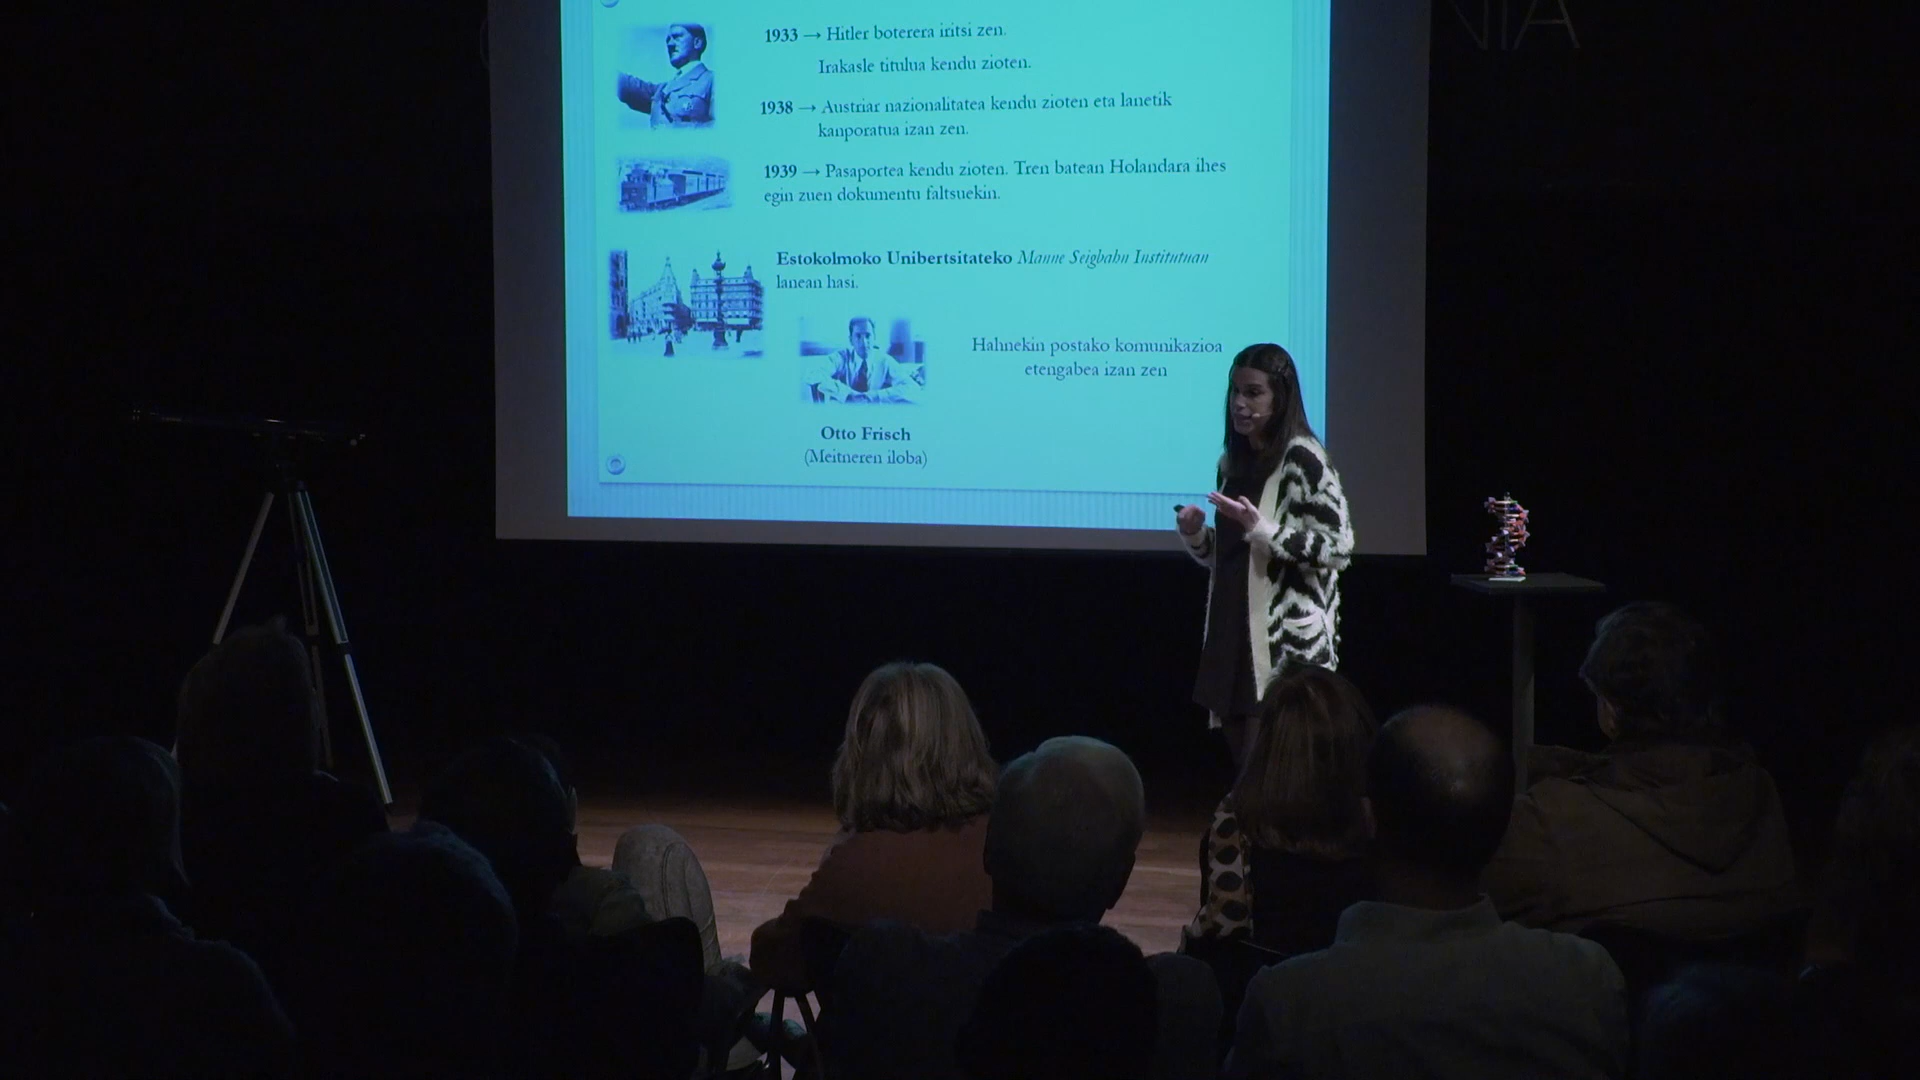 NIA
1933 → Hitler boterera iritsi zen.
Irakasle titulua kendu zioten.
1938 → Austriar nazionalitatea kendu zioten eta lanetik
kanporatua izan zen.
1939 → Pasaportea kendu zioten. Tren batean Holandara ihes
egin zuen dokumentu faltsuekin.
Estokolmoko Unibertsitateko Manne Seigbahn Institutuan
lanean hasi.
Hahnekin postako komunikazioa
etengabea izan zen
Otto Frisch
(Meitneren iloba)